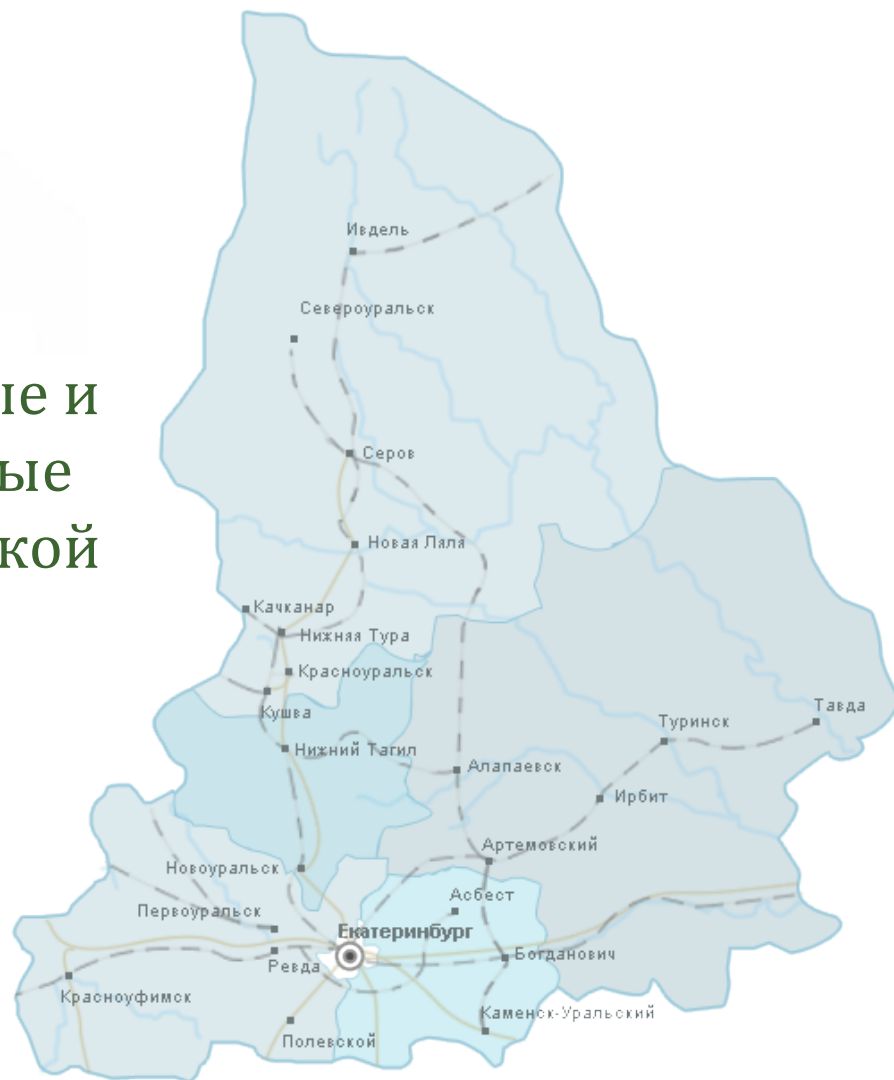 Ивдель
Североуральск
ые и
Серов
ые
кой
Новая Ляля
Качканар
Нижняя Тура
Красноуральск
Кушва
Тавда
Туринск
Нижний Тагил
Алапаевск
Ирбит
Артемовский
Новоуральск
Асбест
Первоуральск
Екатеринбург
Богданович
Ревда
Красноуфимск
Каменск-Уральский
Полевской